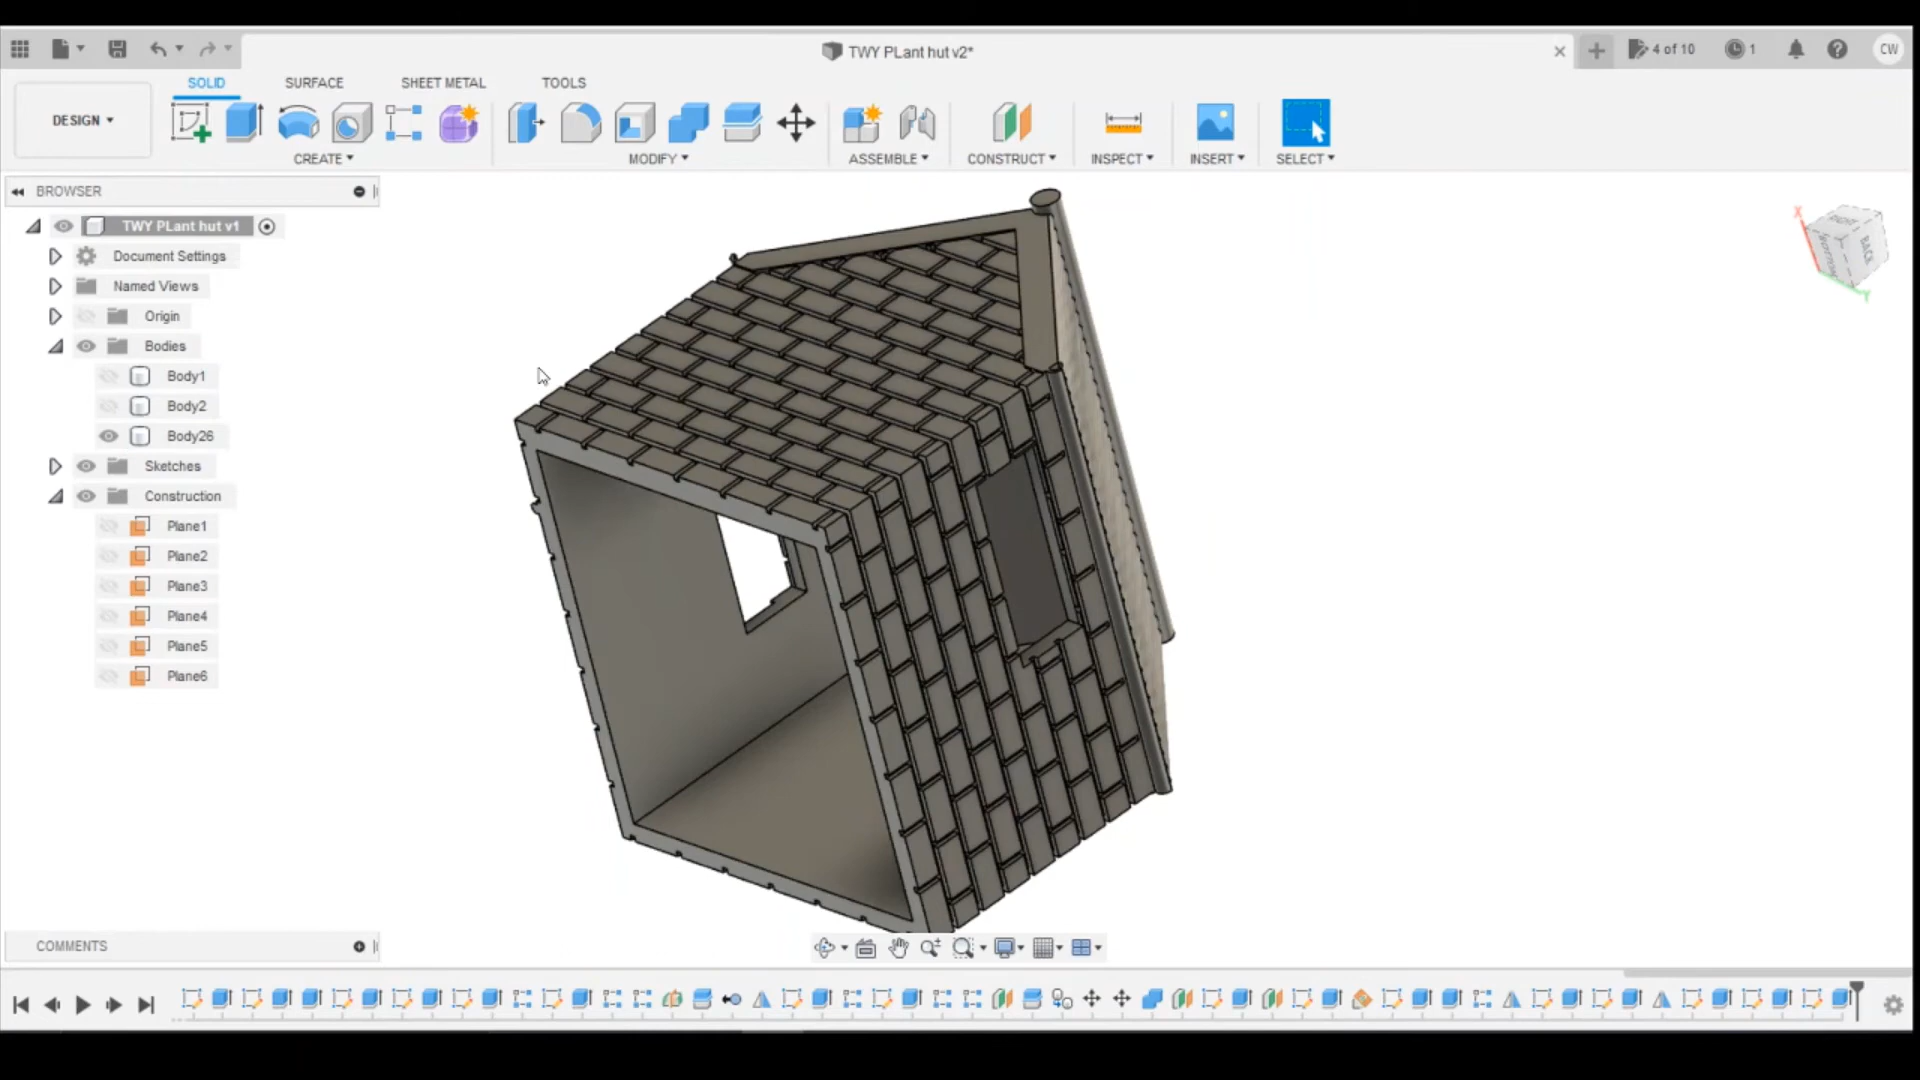 TWY PLant hut v2*
4 of 10
1
CW
DESIGN
SOLID
SURFACE
SHEET METAL
TOOLS
CREATE
MODIFY
ASSEMBLE
CONSTRUCT
INSPECT
INSERT
SELECT
BROWSER
TWY PLant hut v1
Document Settings
Named Views
Origin
Bodies
Body1
Body2
Body26
Sketches
Construction
Plane1
Plane2
Plane3
Plane4
Plane5
Plane6
X
BACK
BOTTOM
Y
COMMENTS